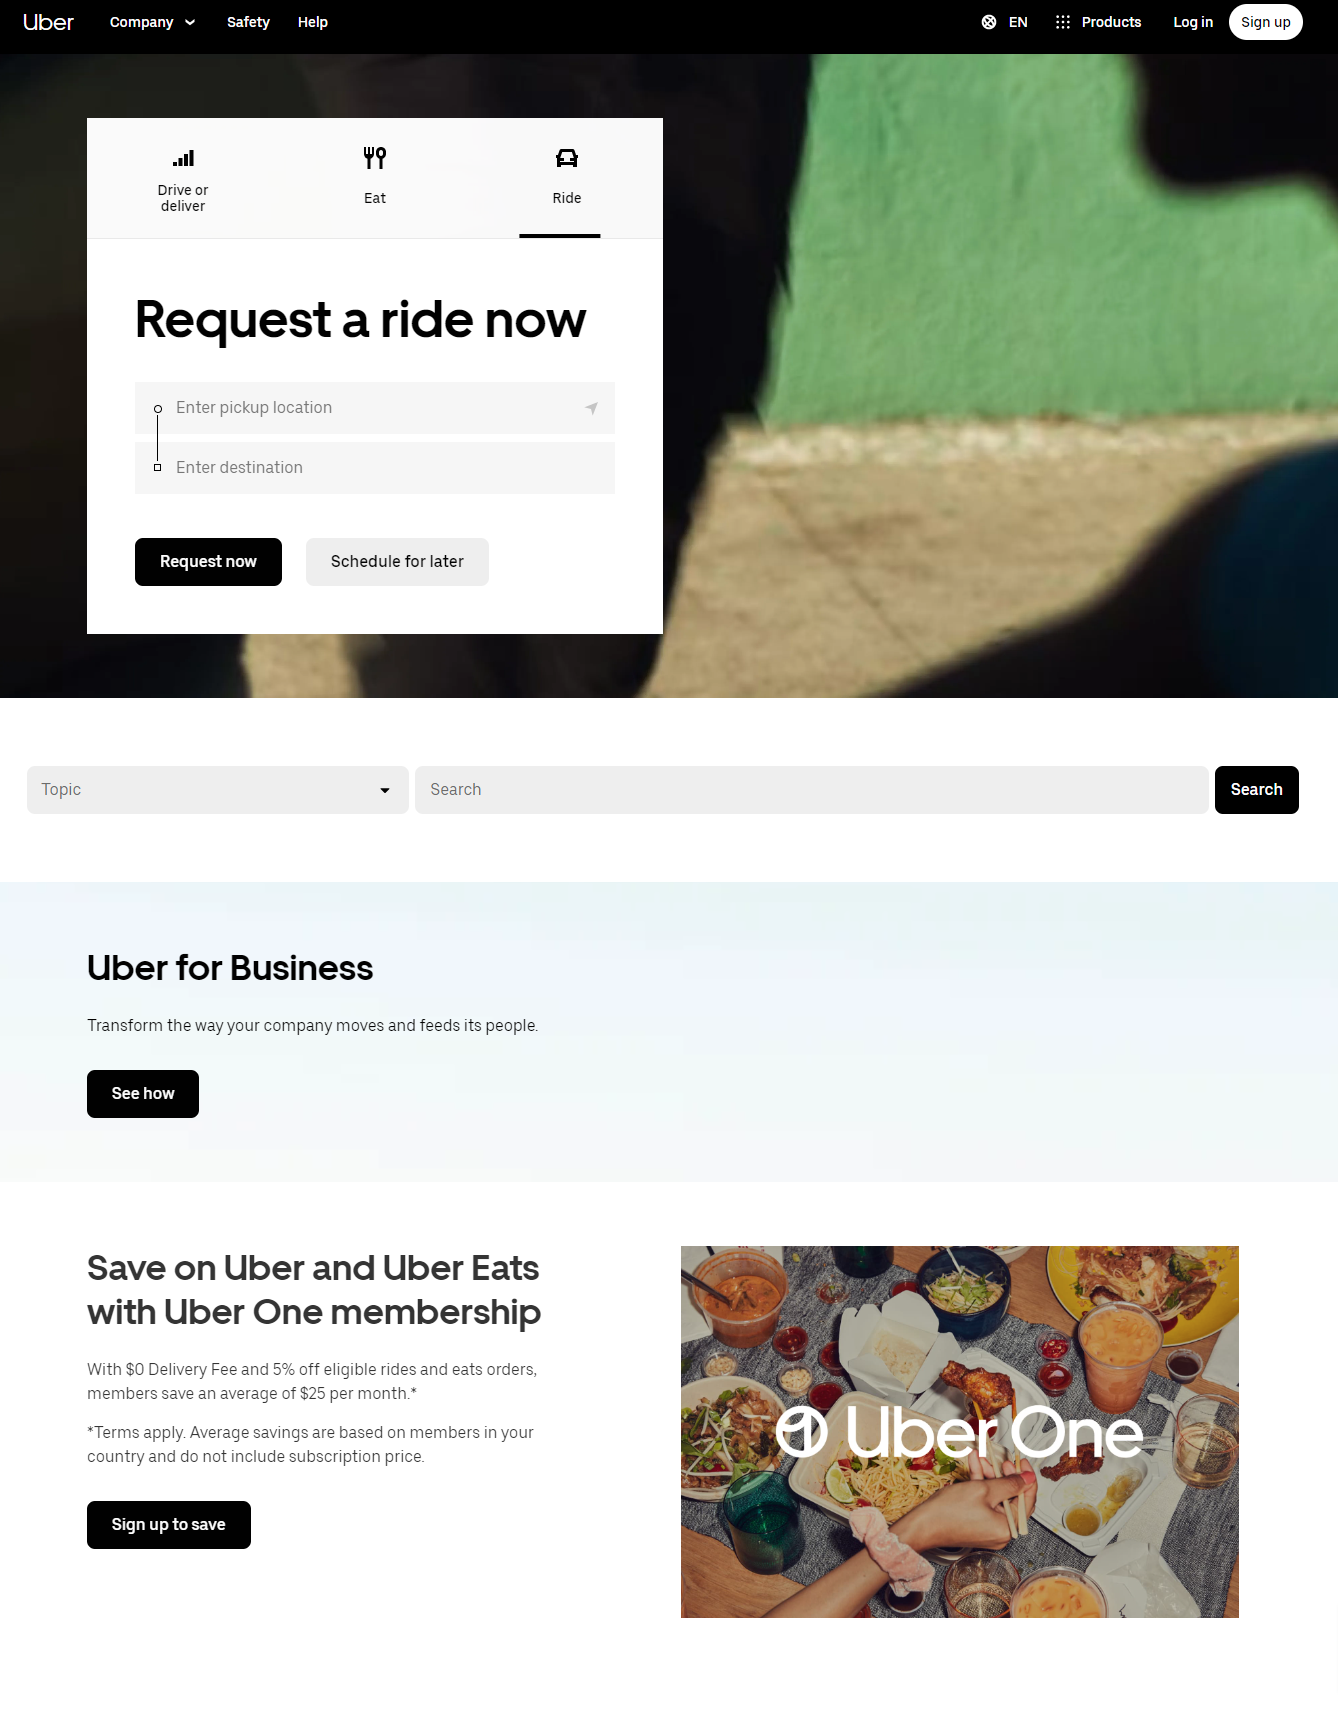 Uber
Company
Safety
Help
EN
Products
Log in
Sign up
Drive or
deliver
Eat
Ride
Request a ride now
Enter pickup location
Enter destination
Request now
Schedule for later
Topic
Search
Search
Uber for Business
Transform the way your company moves and feeds its people.
See how
Save on Uber and Uber Eats
with Uber One membership
With $0 Delivery Fee and 5% off eligible rides and eats orders,
members save an average of $25 per month.*
*Terms apply. Average savings are based on members in your
country and do not include subscription price.
Sign up to save
Uber One